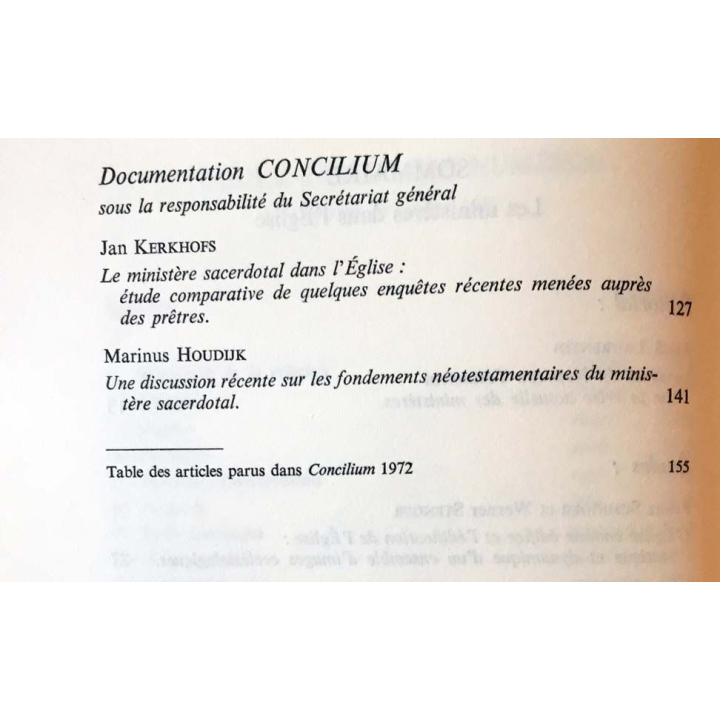 Documentation CONCILIUM
sous la responsabilité du Secrétariat général
Jan KERKHOFS
Le ministère sacerdotal dans l'Église :
étude comparative de quelques enquêtes récentes menées auprès
des prêtres. 127
Marinus HOUDIJK
Une discussion récente sur les fondements néotestamentaires du minis-
tère sacerdotal. 141
Table des articles parus dans Concilium 1972 155